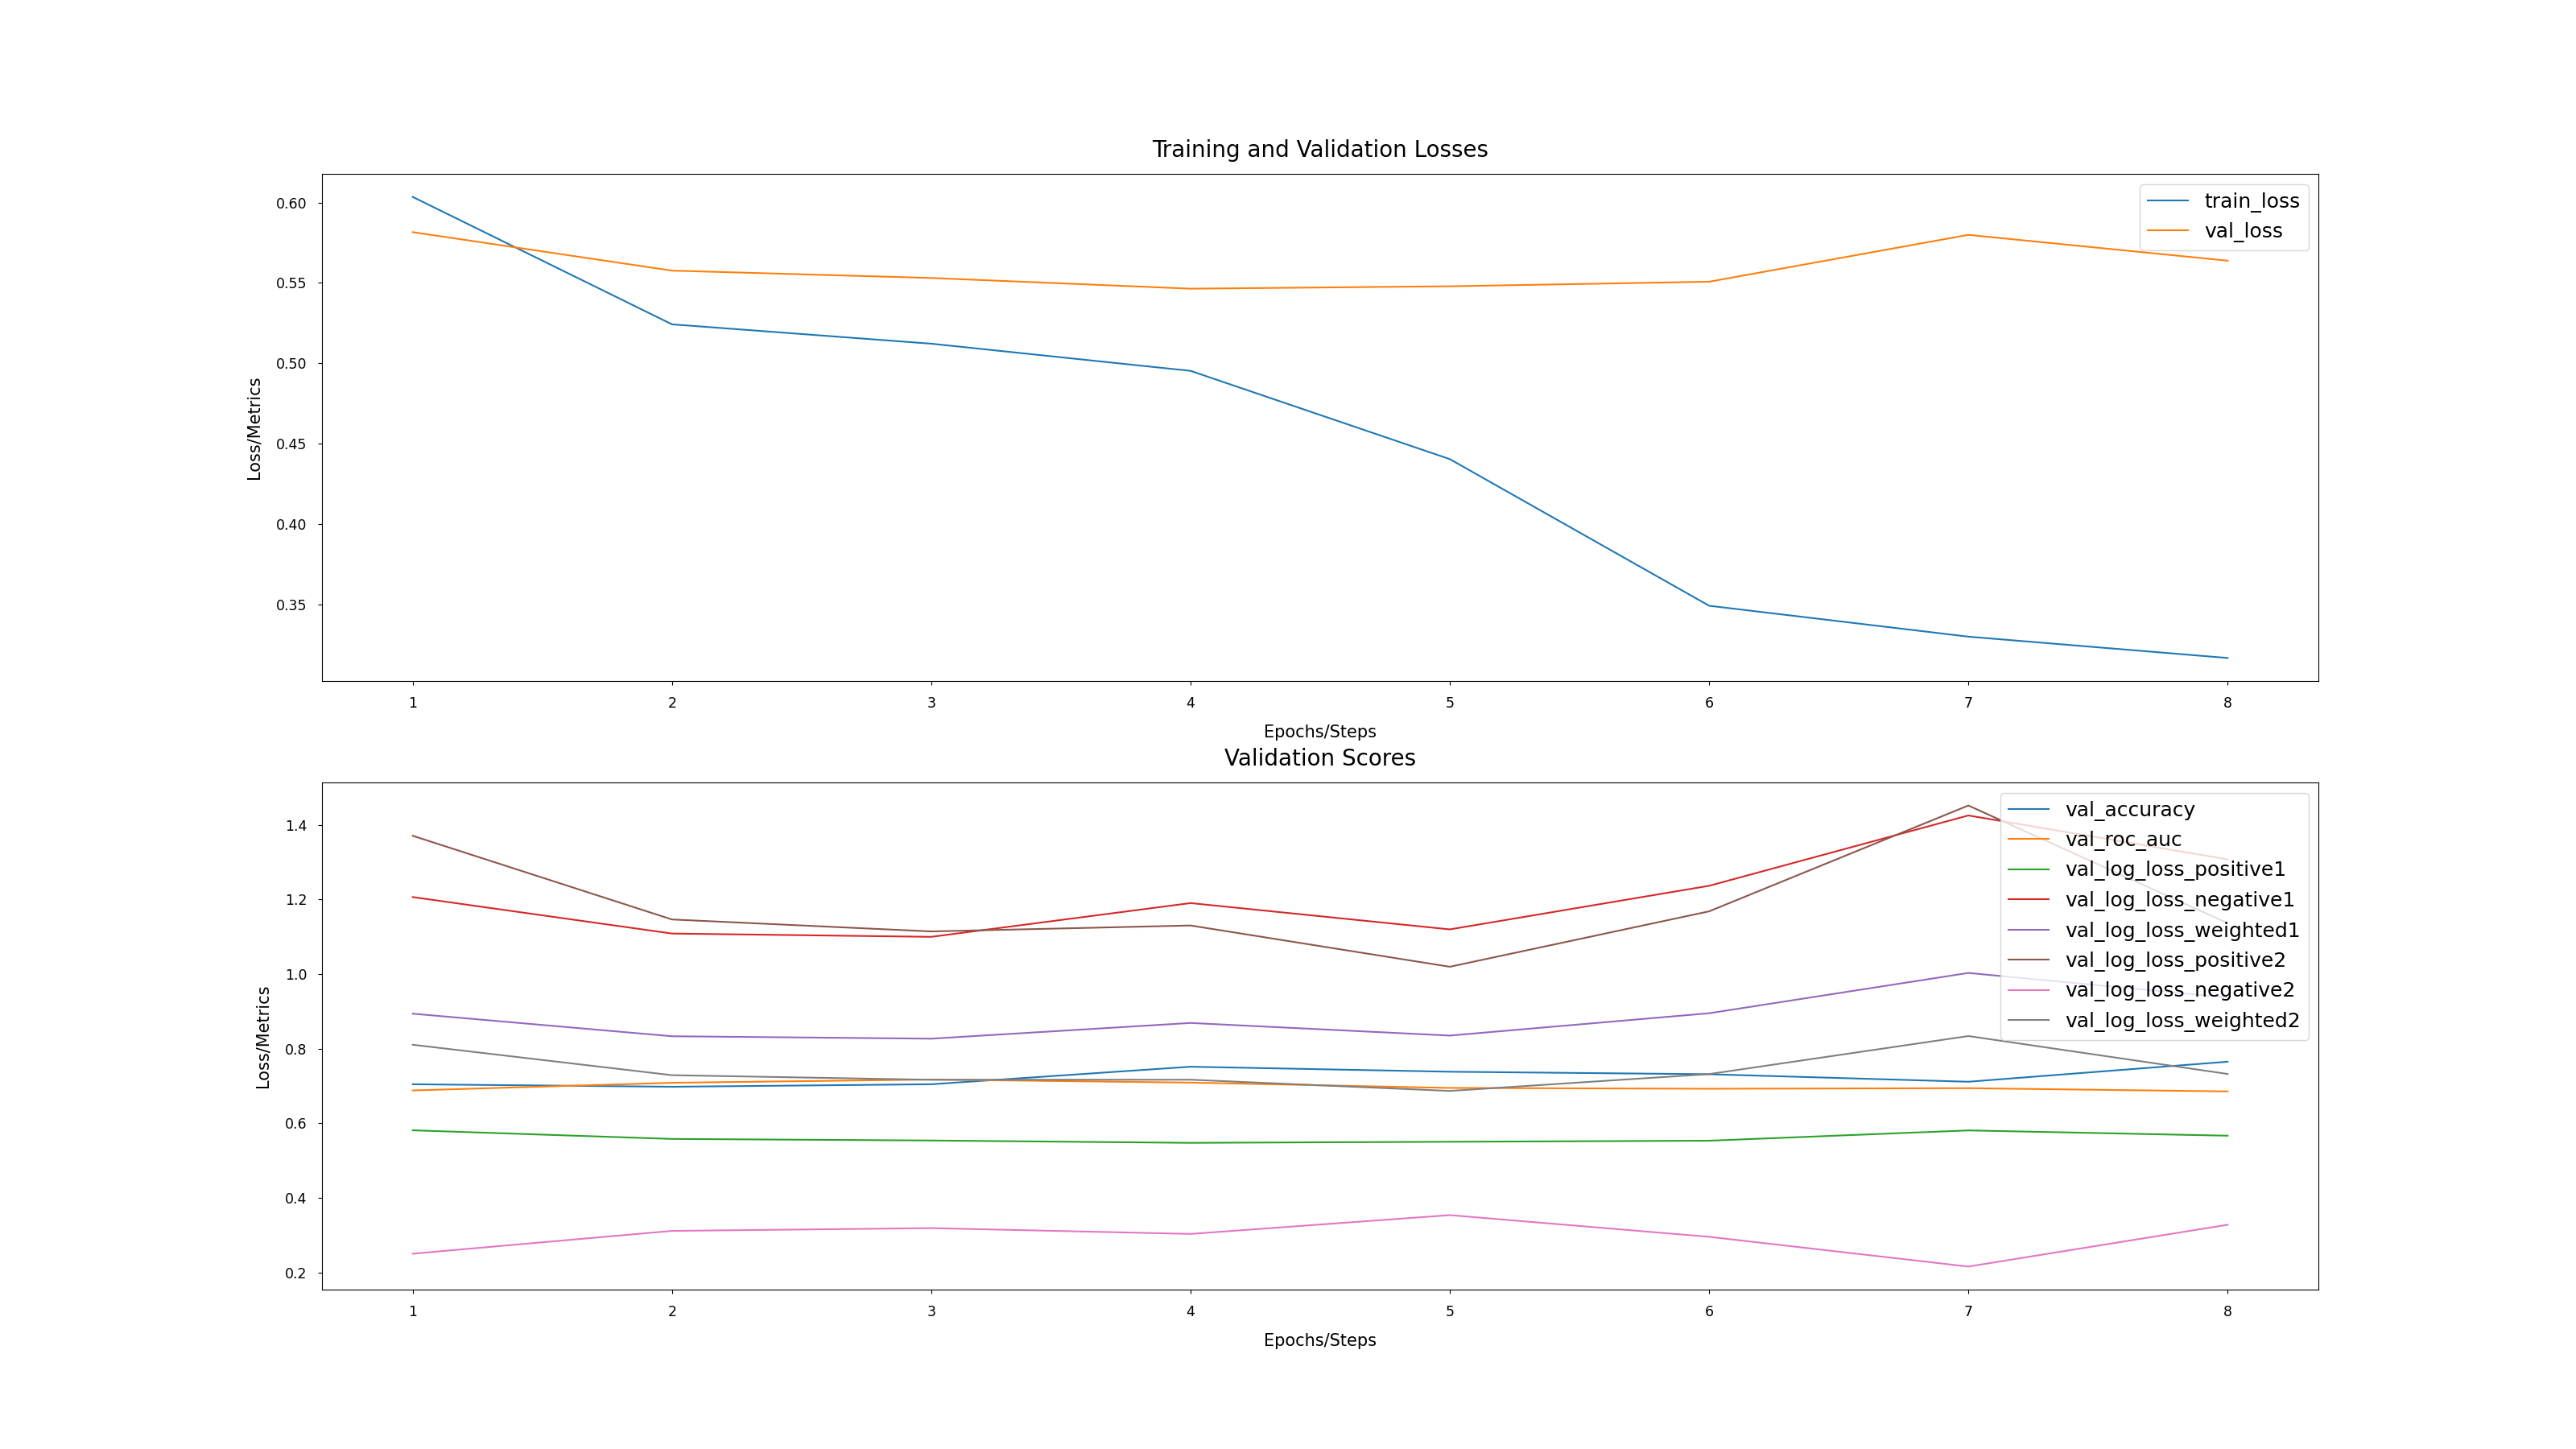 Training and Validation Losses
train_loss
val_loss
0.60
0.55
0.50
0.45
0.40
0.35
Loss/Metrics
1 2 3 4 5 6 7 8
Epochs/Steps
Validation Scores
val_accuracy
val_roc_auc
val_log_loss_positive1
val_log_loss_negative1
val_log_loss_weighted1
val_log_loss_positive2
val_log_loss_negative2
val_log_loss_weighted2
1.4
1.2
1.0
0.8
0.6
0.4
0.2
Loss/Metrics
1 2 3 4 5 6 7 8
Epochs/Steps